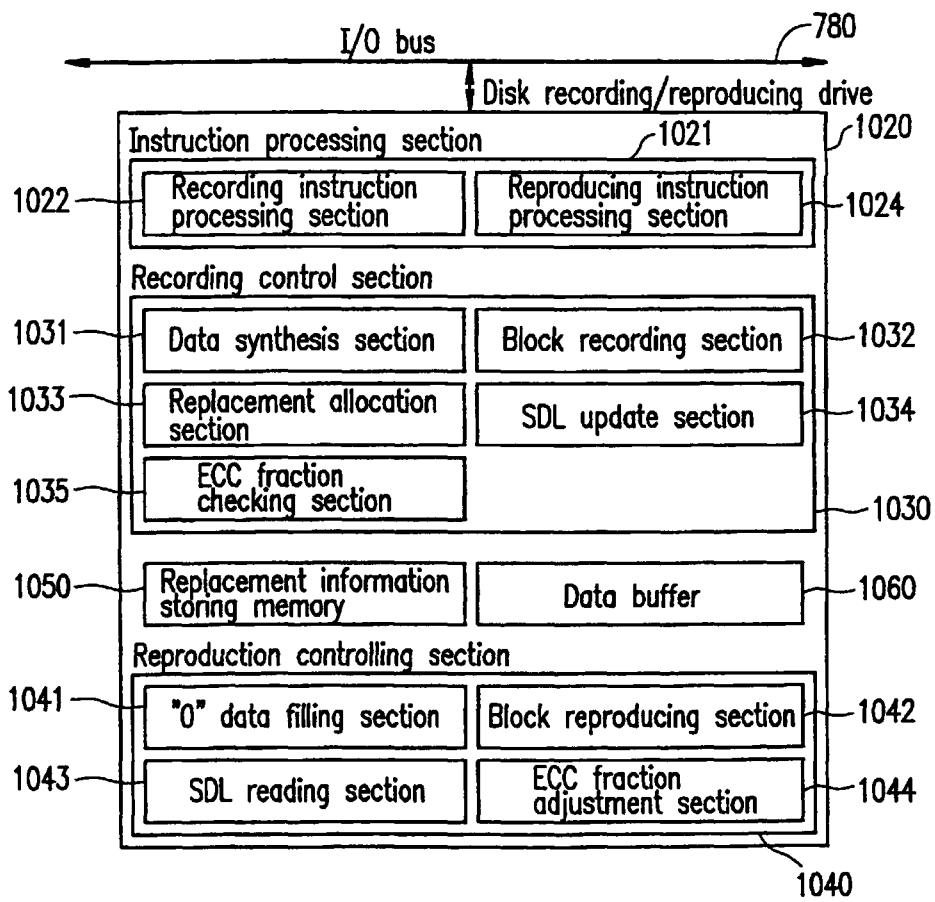 780
I/O bus
Disk recording/reproducing drive
1020
Instruction processing section
1021
1022
Recording instruction
processing section
Reproducing instruction
processing section
1024
Recording control section
1031
Data synthesis section
Block recording section
1032
1033
Replacement allocation
section
SDL update section
1034
1035
ECC fraction
checking section
1030
1050
Replacement information
storing memory
Data buffer
1060
Reproduction controlling section
1041
"0" data filling section
Block reproducing section
1042
1043
SDL reading section
ECC fraction
adjustment section
1044
1040